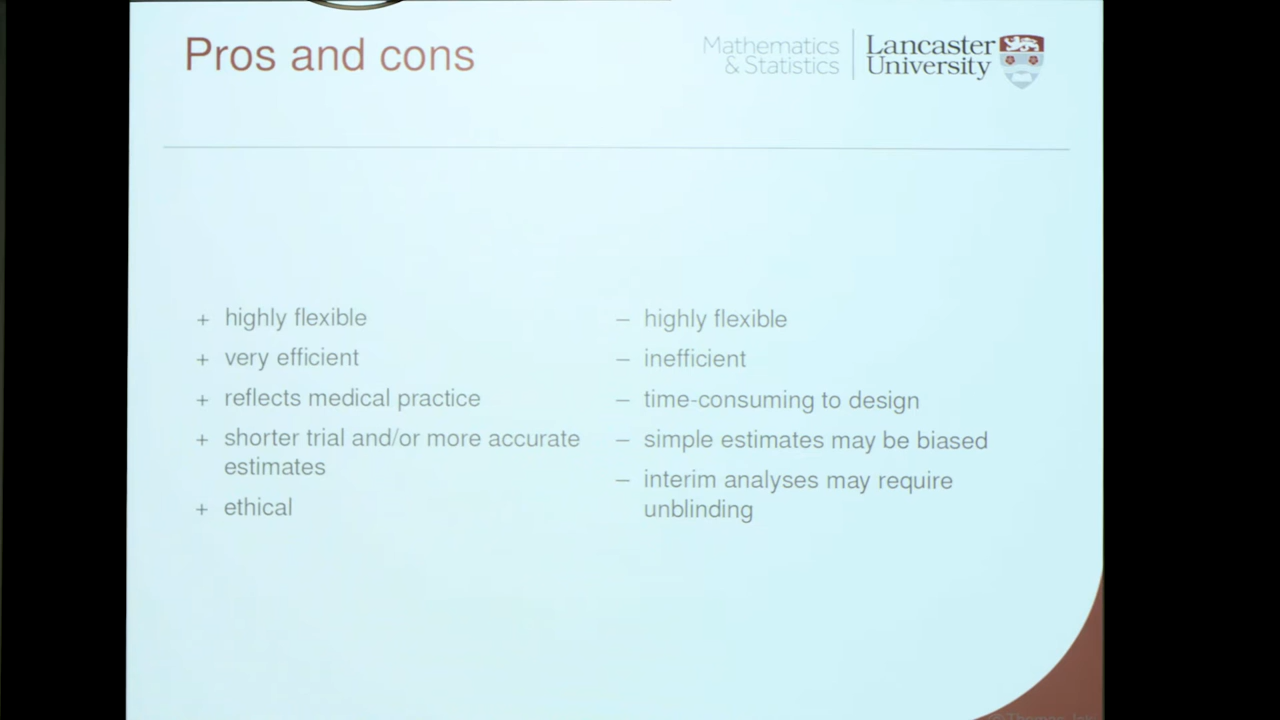 Pros and cons
Mathematics
& Statistics
Lancaster
University
+ highly flexible
+ very efficient
+ reflects medical practice
+ shorter trial and/or more accurate
estimates
+ ethical
– highly flexible
– inefficient
– time-consuming to design
– simple estimates may be biased
– interim analyses may require
unblinding